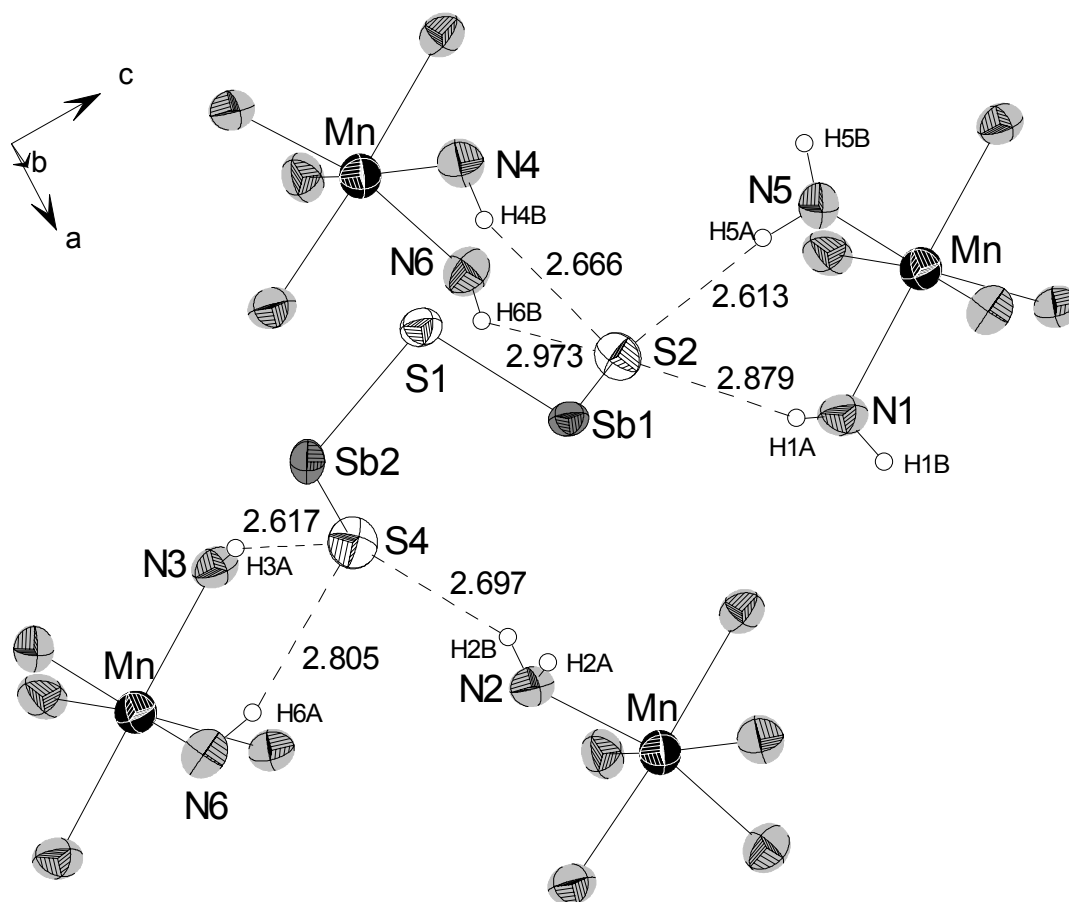 c
b
a
Mn
N4
H4B
N6
H6B
2.666
2.973
H5B
N5
H5A
Mn
2.613
S2
2.879
N1
H1A
H1B
S1
Sb1
Sb2
2.617
S4
N3
H3A
2.697
2.805
H2B
H2A
N2
Mn
H6A
N6
Mn